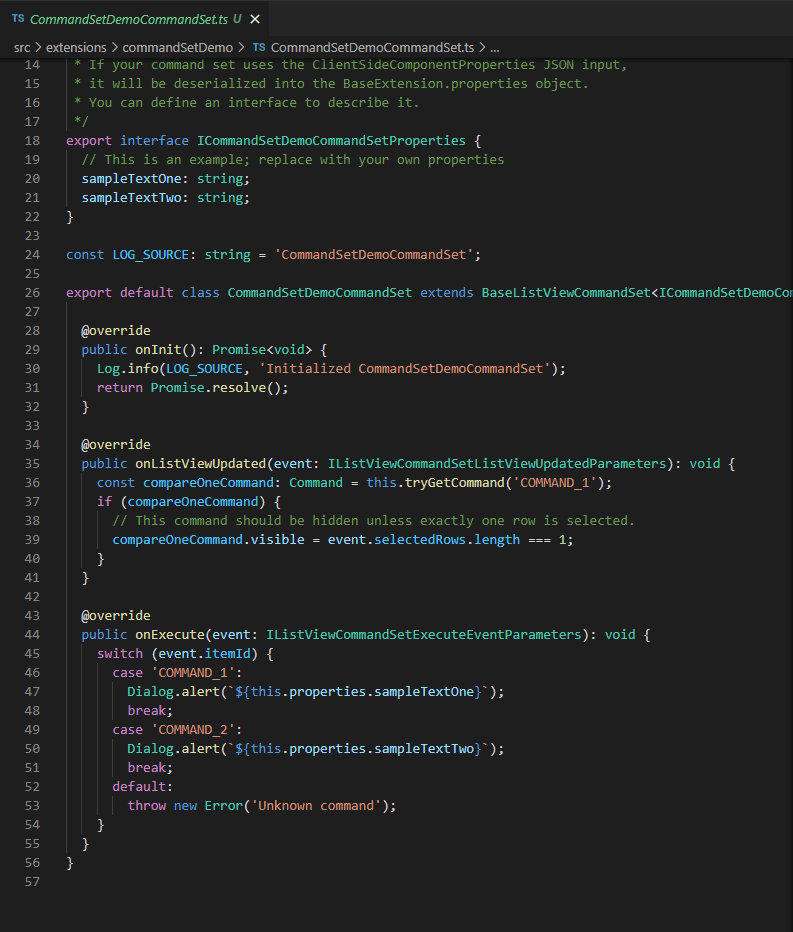 TS CommandSetDemoCommandSet.ts U ✕
src > extensions > commandSetDemo > TS CommandSetDemoCommandSet.ts > ...
14 * If your command set uses the ClientSideComponentProperties JSON input,
15 * it will be deserialized into the BaseExtension.properties object.
16 * You can define an interface to describe it.
17 */
18 export interface ICommandSetDemoCommandSetProperties {
19   // This is an example; replace with your own properties
20   sampleTextOne: string;
21   sampleTextTwo: string;
22 }
23
24 const LOG_SOURCE: string = 'CommandSetDemoCommandSet';
25
26 export default class CommandSetDemoCommandSet extends BaseListViewCommandSet<ICommandSetDemoCo
27
28   @override
29   public onInit(): Promise<void> {
30     Log.info(LOG_SOURCE, 'Initialized CommandSetDemoCommandSet');
31     return Promise.resolve();
32   }
33
34   @override
35   public onListViewUpdated(event: IListViewCommandSetListViewUpdatedParameters): void {
36     const compareOneCommand: Command = this.tryGetCommand('COMMAND_1');
37     if (compareOneCommand) {
38       // This command should be hidden unless exactly one row is selected.
39       compareOneCommand.visible = event.selectedRows.length === 1;
40     }
41   }
42
43   @override
44   public onExecute(event: IListViewCommandSetExecuteEventParameters): void {
45     switch (event.itemId) {
46       case 'COMMAND_1':
47         Dialog.alert(`${this.properties.sampleTextOne}`);
48         break;
49       case 'COMMAND_2':
50         Dialog.alert(`${this.properties.sampleTextTwo}`);
51         break;
52       default:
53         throw new Error('Unknown command');
54     }
55   }
56 }
57